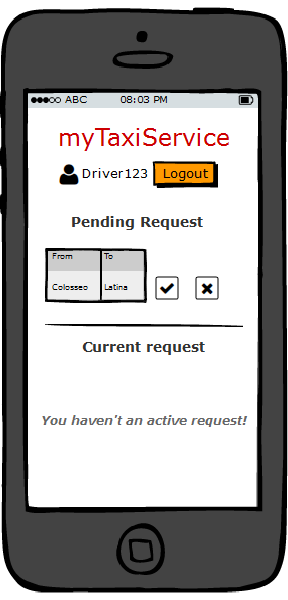 ABC 08:03 PM
myTaxiService
Driver123 Logout
Pending Request
From To
Colosseo Latina
Current request
You haven't an active request!